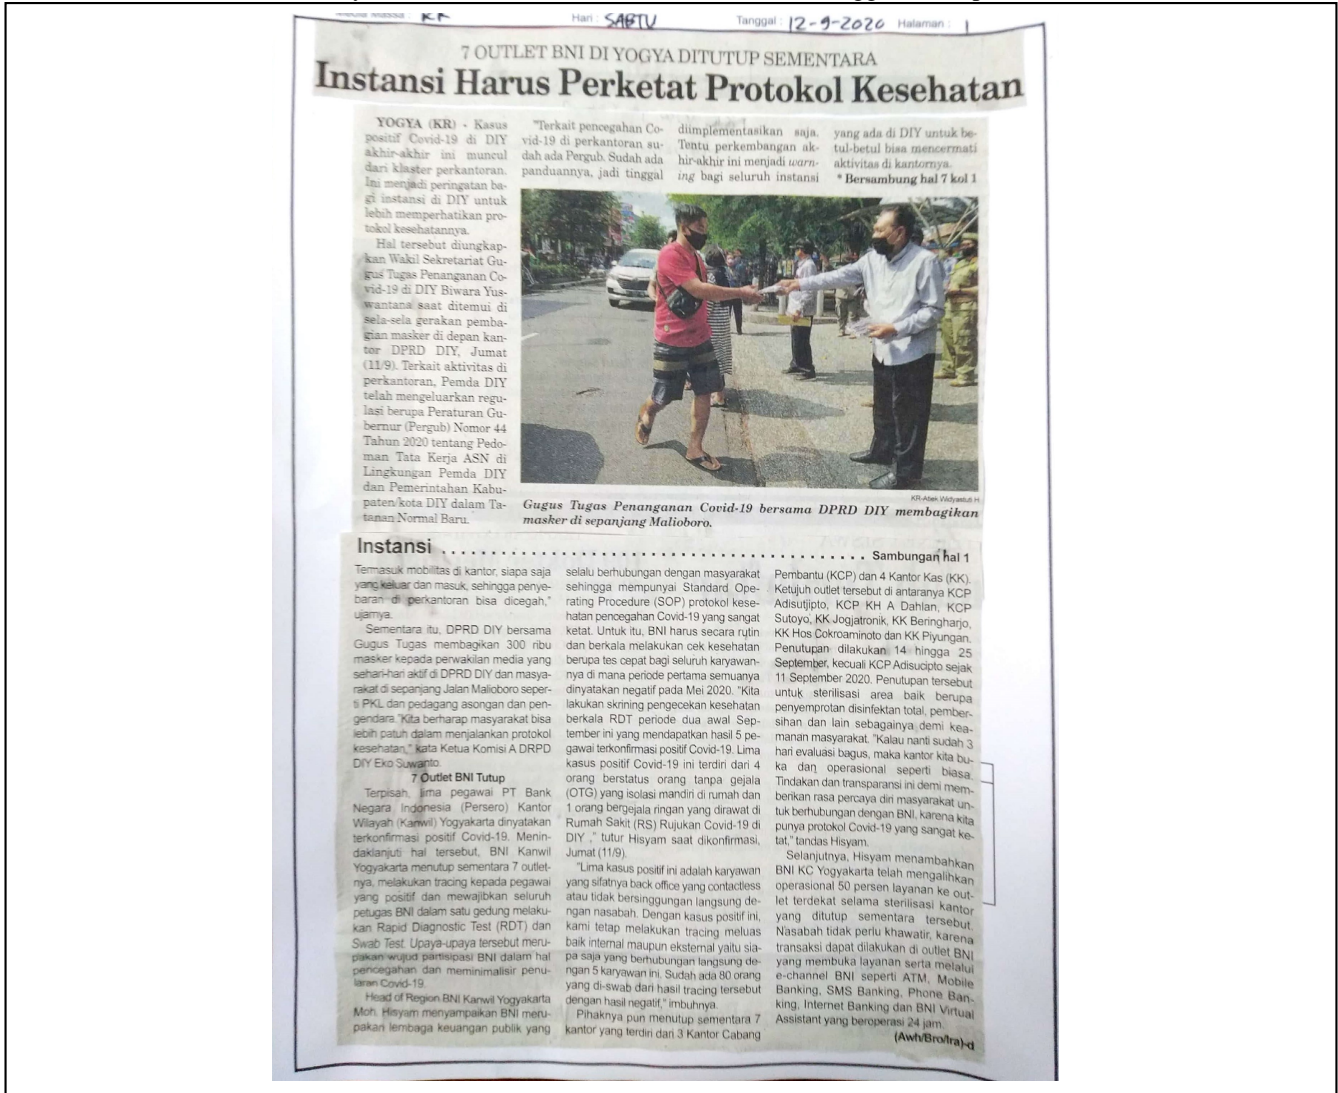 Media Massa : KR Hari : SABTU Tanggal : 12-9-2020 Halaman : 1
7 OUTLET BNI DI YOGYA DITUTUP SEMENTARA
Instansi Harus Perketat Protokol Kesehatan
YOGYA (KR) - Kasus
positif Covid-19 di DIY
akhir-akhir ini muncul
dari klaster perkantoran.
Ini menjadi peringatan ba-
gi instansi di DIY untuk
lebih memperhatikan pro-
tokol kesehatannya.
Hal tersebut diungkap-
kan Wakil Sekretariat Gu-
gus Tugas Penanganan Co-
vid-19 di DIY Biwara Yus-
wantana saat ditemui di
sela-sela gerakan pemba-
gian masker di depan kan-
tor DPRD DIY, Jumat
(11/9). Terkait aktivitas di
perkantoran, Pemda DIY
telah mengeluarkan regu-
lasi berupa Peraturan Gu-
bernur (Pergub) Nomor 44
Tahun 2020 tentang Pedo-
man Tata Kerja ASN di
Lingkungan Pemda DIY
dan Pemerintahan Kabu-
paten/kota DIY dalam Ta-
tanan Normal Baru.
"Terkait pencegahan Co-
vid-19 di perkantoran su-
dah ada Pergub. Sudah ada
panduannya, jadi tinggal
diimplementasikan saja.
Tentu perkembangan ak-
hir-akhir ini menjadi warn-
ing bagi seluruh instansi
yang ada di DIY untuk be-
tul-betul bisa mencermati
aktivitas di kantornya.
* Bersambung hal 7 kol 1
KR-Atiek Widyastuti H
Gugus Tugas Penanganan Covid-19 bersama DPRD DIY membagikan
masker di sepanjang Malioboro.
Instansi . . . . . . . . . . . . . . . . . . . . . . . . . . . . . . . . . . . . . . . . Sambungan hal 1
Termasuk mobilitas di kantor, siapa saja
yang keluar dan masuk, sehingga penye-
baran di perkantoran bisa dicegah,"
ujarnya.
Sementara itu, DPRD DIY bersama
Gugus Tugas membagikan 300 ribu
masker kepada perwakilan media yang
sehari-hari aktif di DPRD DIY dan masya-
rakat di sepanjang Jalan Malioboro seper-
ti PKL dan pedagang asongan dan pen-
gendara. "Kita berharap masyarakat bisa
lebih patuh dalam menjalankan protokol
kesehatan," kata Ketua Komisi A DRPD
DIY Eko Suwanto.
7 Outlet BNI Tutup
Terpisah, lima pegawai PT Bank
Negara Indonesia (Persero) Kantor
Wilayah (Kanwil) Yogyakarta dinyatakan
terkonfirmasi positif Covid-19. Menin-
daklanjuti hal tersebut, BNI Kanwil
Yogyakarta menutup sementara 7 outlet-
nya, melakukan tracing kepada pegawai
yang positif dan mewajibkan seluruh
petugas BNI dalam satu gedung melaku-
kan Rapid Diagnostic Test (RDT) dan
Swab Test. Upaya-upaya tersebut meru-
pakan wujud partisipasi BNI dalam hal
pencegahan dan meminimalisir penu-
laran Covid-19.
Head of Region BNI Kanwil Yogyakarta
Moh. Hisyam menyampaikan BNI meru-
pakan lembaga keuangan publik yang
selalu berhubungan dengan masyarakat
sehingga mempunyai Standard Ope-
rating Procedure (SOP) protokol kese-
hatan pencegahan Covid-19 yang sangat
ketat. Untuk itu, BNI harus secara rutin
dan berkala melakukan cek kesehatan
berupa tes cepat bagi seluruh karyawan-
nya di mana periode pertama semuanya
dinyatakan negatif pada Mei 2020. "Kita
lakukan skrining pengecekan kesehatan
berkala RDT periode dua awal Sep-
tember ini yang mendapatkan hasil 5 pe-
gawai terkonfirmasi positif Covid-19. Lima
kasus positif Covid-19 ini terdiri dari 4
orang berstatus orang tanpa gejala
(OTG) yang isolasi mandiri di rumah dan
1 orang bergejala ringan yang dirawat di
Rumah Sakit (RS) Rujukan Covid-19 di
DIY ," tutur Hisyam saat dikonfirmasi,
Jumat (11/9).
"Lima kasus positif ini adalah karyawan
yang sifatnya back office yang contactless
atau tidak bersinggungan langsung de-
ngan nasabah. Dengan kasus positif ini,
kami tetap melakukan tracing meluas
baik internal maupun eksternal yaitu sia-
pa saja yang berhubungan langsung de-
ngan 5 karyawan ini. Sudah ada 80 orang
yang di-swab dari hasil tracing tersebut
dengan hasil negatif," imbuhnya.
Pihaknya pun menutup sementara 7
kantor yang terdiri dari 3 Kantor Cabang
Pembantu (KCP) dan 4 Kantor Kas (KK).
Ketujuh outlet tersebut di antaranya KCP
Adisutjipto, KCP KH A Dahlan, KCP
Sutoyo, KK Jogjatronik, KK Beringharjo,
KK Hos Cokroaminoto dan KK Piyungan.
Penutupan dilakukan 14 hingga 25
September, kecuali KCP Adisucipto sejak
11 September 2020. Penutupan tersebut
untuk sterilisasi area baik berupa
penyemprotan disinfektan total, pember-
sihan dan lain sebagainya demi kea-
manan masyarakat. "Kalau nanti sudah 3
hari evaluasi bagus, maka kantor kita bu-
ka dan operasional seperti biasa.
Tindakan dan transparansi ini demi mem-
berikan rasa percaya diri masyarakat un-
tuk berhubungan dengan BNI, karena kita
punya protokol Covid-19 yang sangat ke-
tat," tandas Hisyam.
Selanjutnya, Hisyam menambahkan
BNI KC Yogyakarta telah mengalihkan
operasional 50 persen layanan ke out-
let terdekat selama sterilisasi kantor
yang ditutup sementara tersebut.
Nasabah tidak perlu khawatir, karena
transaksi dapat dilakukan di outlet BNI
yang membuka layanan serta melalui
e-channel BNI seperti ATM, Mobile
Banking, SMS Banking, Phone Ban-
king, Internet Banking dan BNI Virtual
Assistant yang beroperasi 24 jam.
(Awh/Bro/Ira)-d